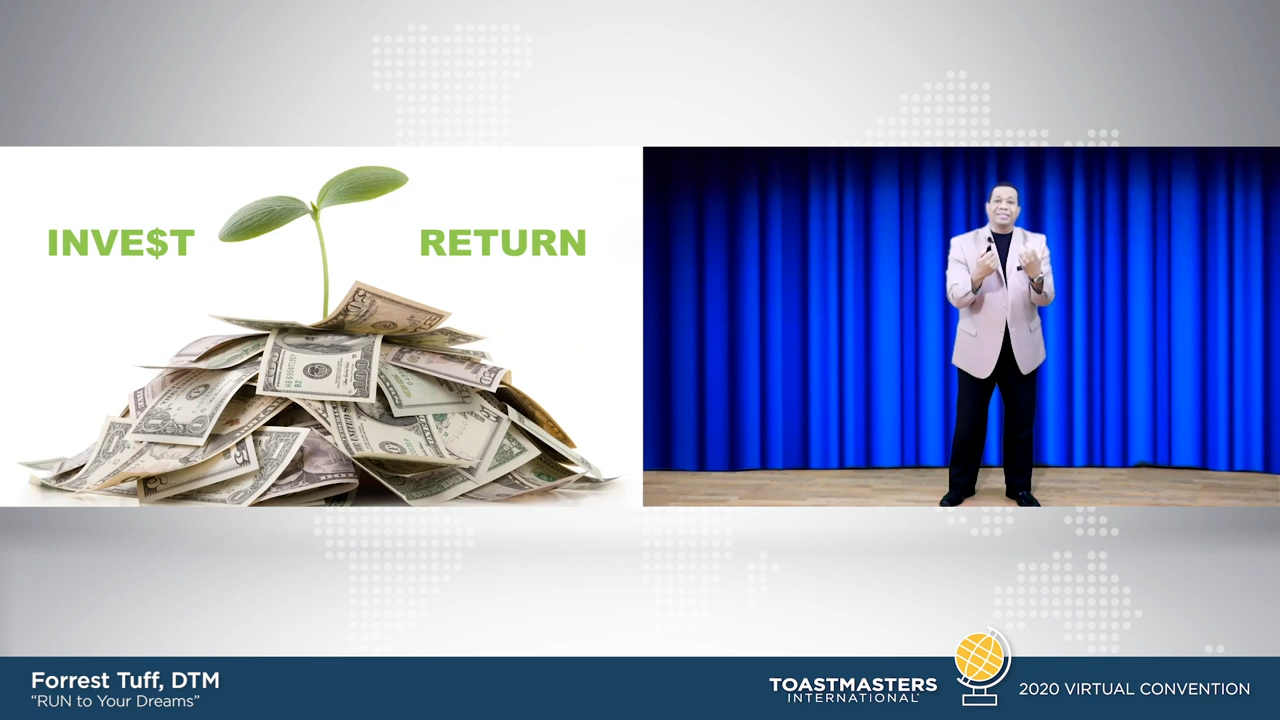 INVE$T
RETURN
Forrest Tuff, DTM
“RUN to Your Dreams”
TOASTMASTERS
INTERNATIONAL
2020 VIRTUAL CONVENTION